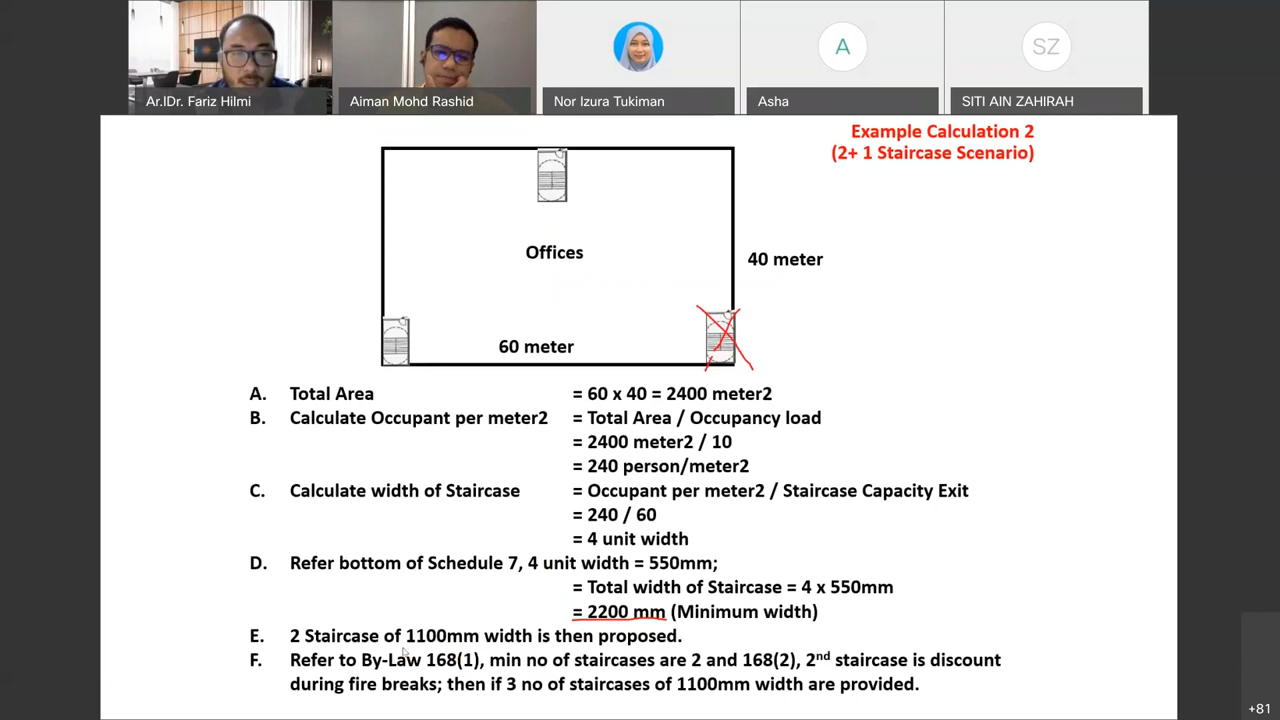 A
SZ
Ar.IDr. Fariz Hilmi
Aiman Mohd Rashid
Nor Izura Tukiman
Asha
SITI AIN ZAHIRAH
Example Calculation 2
(2+ 1 Staircase Scenario)
Offices
40 meter
60 meter
A. Total Area = 60 x 40 = 2400 meter2
B. Calculate Occupant per meter2 = Total Area / Occupancy load
= 2400 meter2 / 10
= 240 person/meter2
C. Calculate width of Staircase = Occupant per meter2 / Staircase Capacity Exit
= 240 / 60
= 4 unit width
D. Refer bottom of Schedule 7, 4 unit width = 550mm;
= Total width of Staircase = 4 x 550mm
= 2200 mm (Minimum width)
E. 2 Staircase of 1100mm width is then proposed.
F. Refer to By-Law 168(1), min no of staircases are 2 and 168(2), 2nd staircase is discount
during fire breaks; then if 3 no of staircases of 1100mm width are provided.
+81